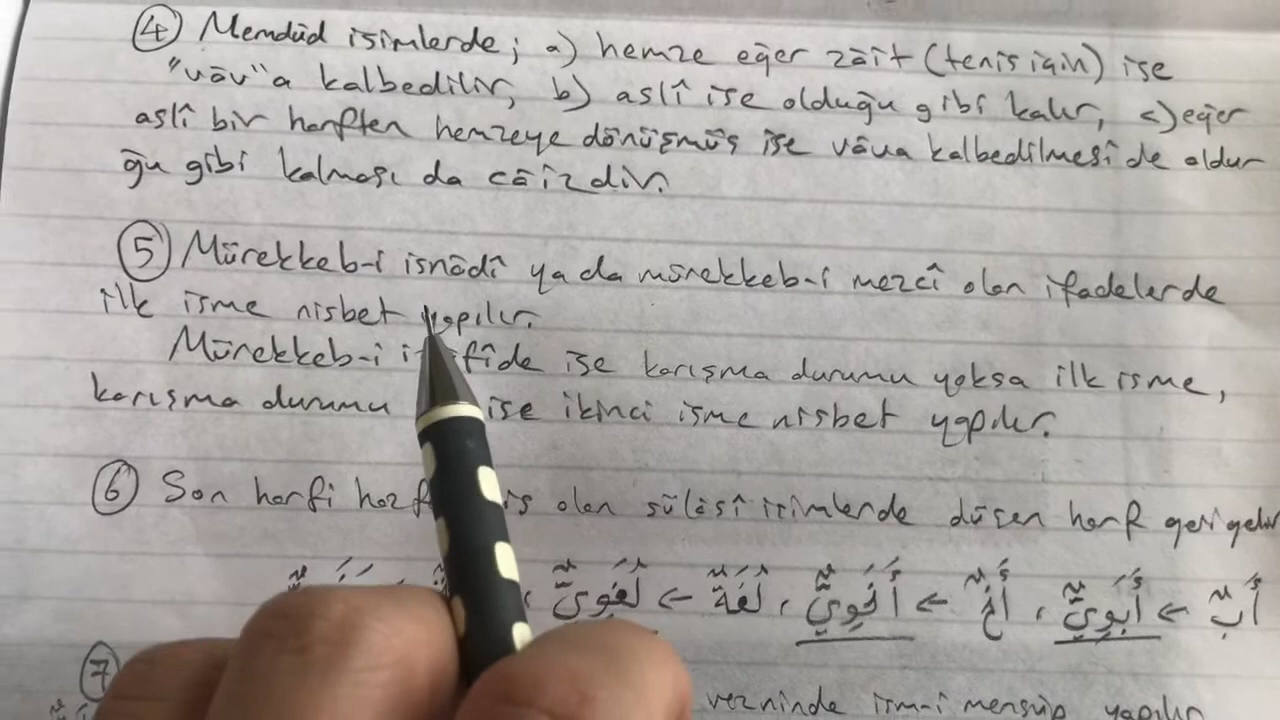 ④ Memdûd isimlerde; a) hemze eğer zâit (tenis için) ise
"vâv"a kalbedilir, b) aslî ise olduğu gibi kalır, c) eğer
aslî bir harften hemzeye dönüşmüş ise vâva kalbedilmesi de oldu-
ğu gibi kalması da câizdir.
⑤ Mürekkeb-i isnâdî ya da mürekkeb-i mezcî olan ifadelerde
ilk isme nisbet yapılır.
Mürekkeb-i ise karışma durumu yoksa ilk isme,
karışma durumu ise ikinci isme nisbet yapılır.
⑥ Son harfi olan sülâsî isimlerde düşen harf geri gelir
أَبٌ ← أَبَوِيٌّ ، أَخٌ ← أَخَوِيٌّ ، لُغَةٌ ← لُغَوِيٌّ ،
⑦ vezninde ism-i mensûp yapılır